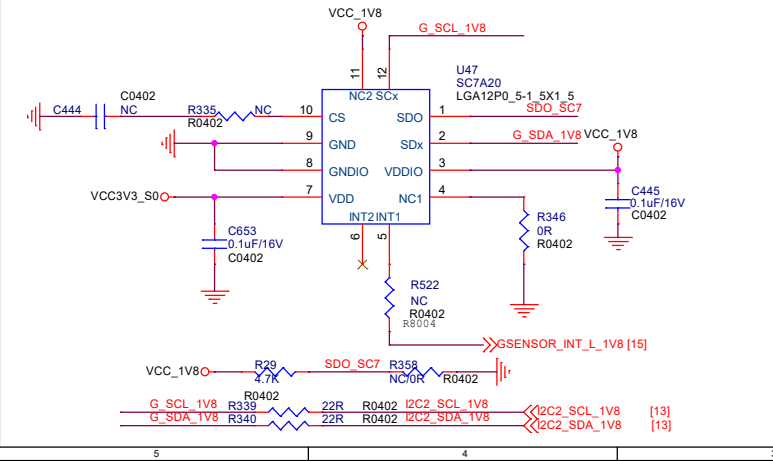 VCC_1V8
G_SCL_1V8
11
12
U47
SC7A20
LGA12P0_5-1_5X1_5
C444
C0402
NC
R335
NC
R0402
10
CS
NC2 SCx
SDO
1
SDO_SC7
9
GND
SDx
2
G_SDA_1V8
VCC_1V8
8
GNDIO
VDDIO
3
VCC3V3_S0
7
VDD
NC1
4
C445
0.1uF/16V
C0402
INT2 INT1
6
5
C653
0.1uF/16V
C0402
R346
0R
R0402
R522
NC
R0402
R8004
GSENSOR_INT_L_1V8 [15]
VCC_1V8
R29
4.7K
R0402
SDO_SC7
R358
NC/0R
R0402
G_SCL_1V8
R339
22R
R0402
I2C2_SCL_1V8
I2C2_SCL_1V8
[13]
G_SDA_1V8
R340
22R
R0402
I2C2_SDA_1V8
I2C2_SDA_1V8
[13]
5
4